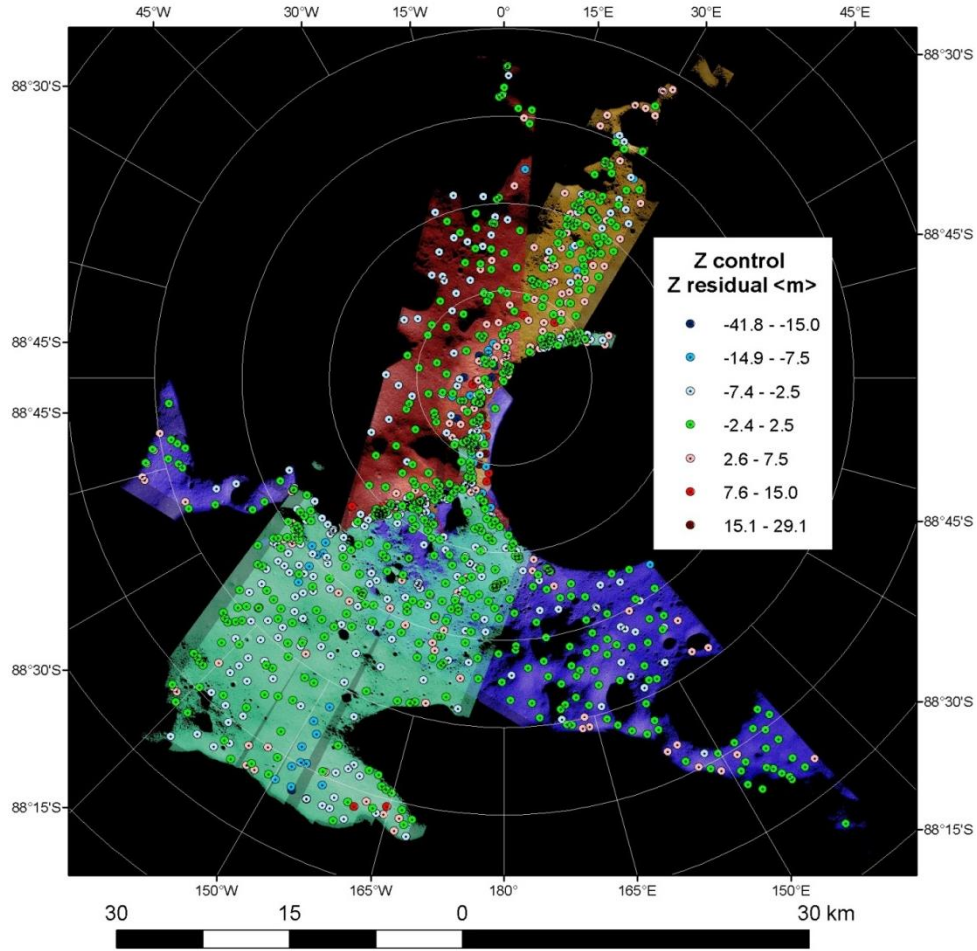 45°W 30°W 15°W 0° 15°E 30°E 45°E
88°30'S
88°30'S
88°45'S
88°45'S
88°45'S
88°45'S
88°30'S
88°30'S
88°15'S
88°15'S
Z control
Z residual <m>
-41.8 - -15.0
-14.9 - -7.5
-7.4 - -2.5
-2.4 - 2.5
2.6 - 7.5
7.6 - 15.0
15.1 - 29.1
150°W 165°W 180° 165°E 150°E
30 15 0 30 km